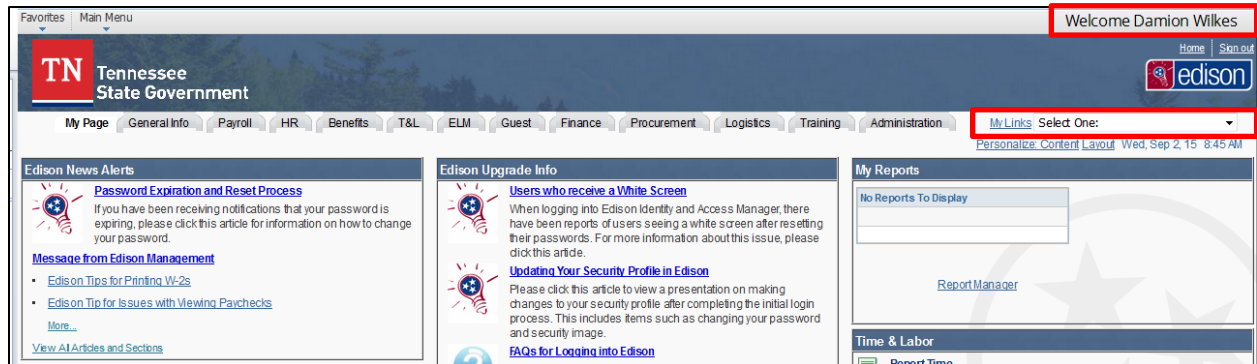 Favorites Main Menu
Welcome Damion Wilkes
Home Sign out
TN Tennessee
State Government
edison
My Page General Info Payroll HR Benefits T&L ELM Guest Finance Procurement Logistics Training Administration My Links Select One:
Personalize: Content Layout Wed, Sep 2, 15 8:45 AM
Edison News Alerts
Password Expiration and Reset Process
If you have been receiving notifications that your password is
expiring, please click this article for information on how to change
your password.
Message from Edison Management
Edison Tips for Printing W-2s
Edison Tip for Issues with Viewing Paychecks
More...
View All Articles and Sections
Edison Upgrade Info
Users who receive a White Screen
When logging into Edison Identity and Access Manager, there
have been reports of users seeing a white screen after resetting
their passwords. For more information about this issue, please
click this article.
Updating Your Security Profile in Edison
Please click this article to view a presentation on making
changes to your security profile after completing the initial login
process. This includes items such as changing your password
and security image.
FAQs for Logging into Edison
My Reports
No Reports To Display
Report Manager
Time & Labor
Report Time